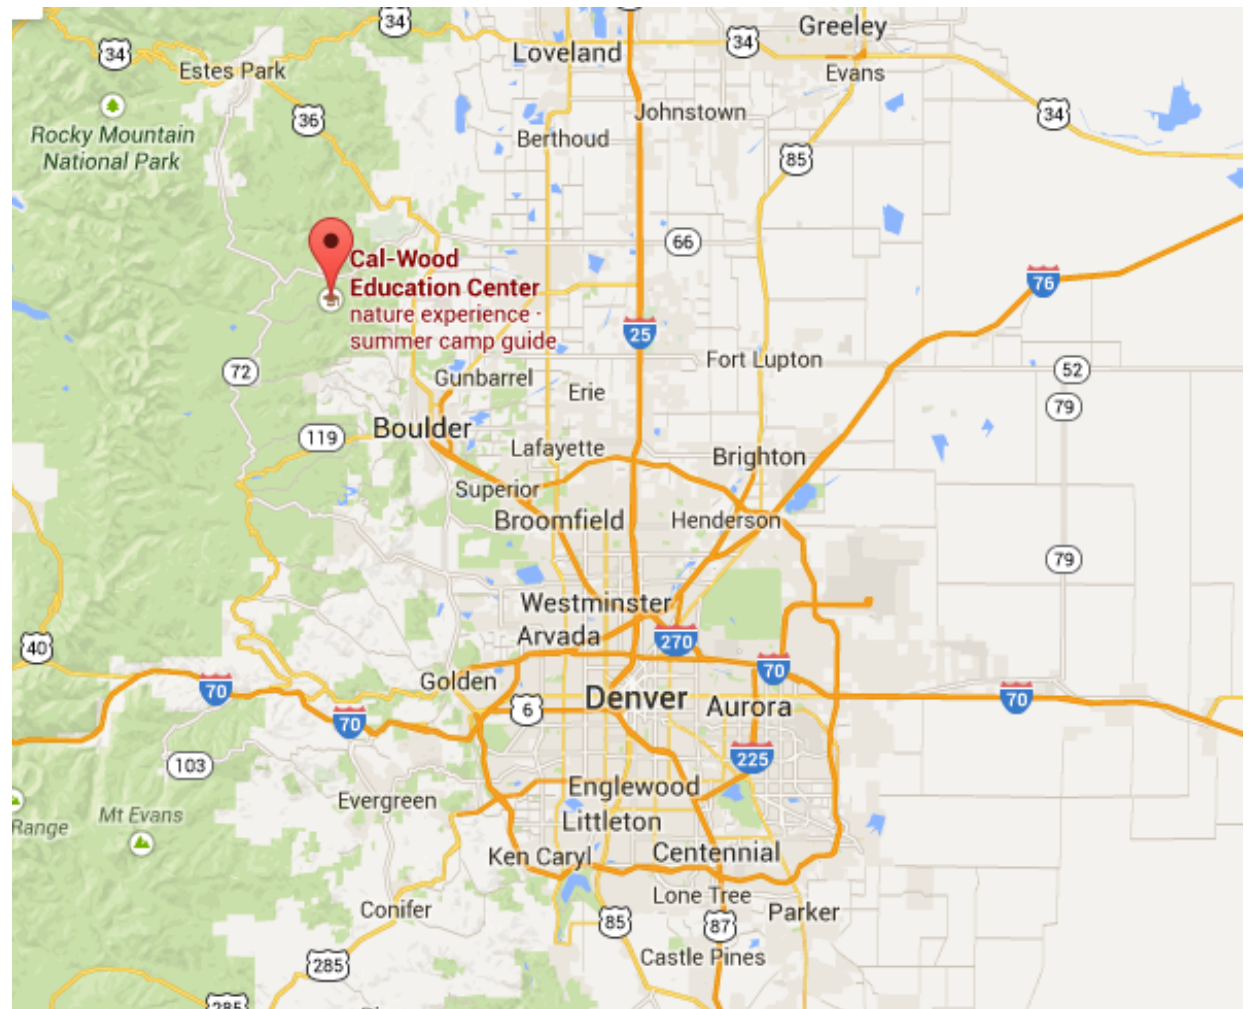 34
Greeley
34
Loveland
34
Estes Park
Evans
36
Johnstown
34
Rocky Mountain
National Park
Berthoud
85
66
Cal-Wood
Education Center
nature experience ·
summer camp guide
76
25
72
Gunbarrel
Fort Lupton
52
Erie
79
Boulder
119
Lafayette
Brighton
Superior
Broomfield
Henderson
79
Westminster
Arvada
270
40
Golden
70
70
Denver
Aurora
70
6
70
225
103
Englewood
Evergreen
Mt Evans
Range
Littleton
Ken Caryl
Centennial
Lone Tree
Conifer
85
87
Parker
Castle Pines
285
285